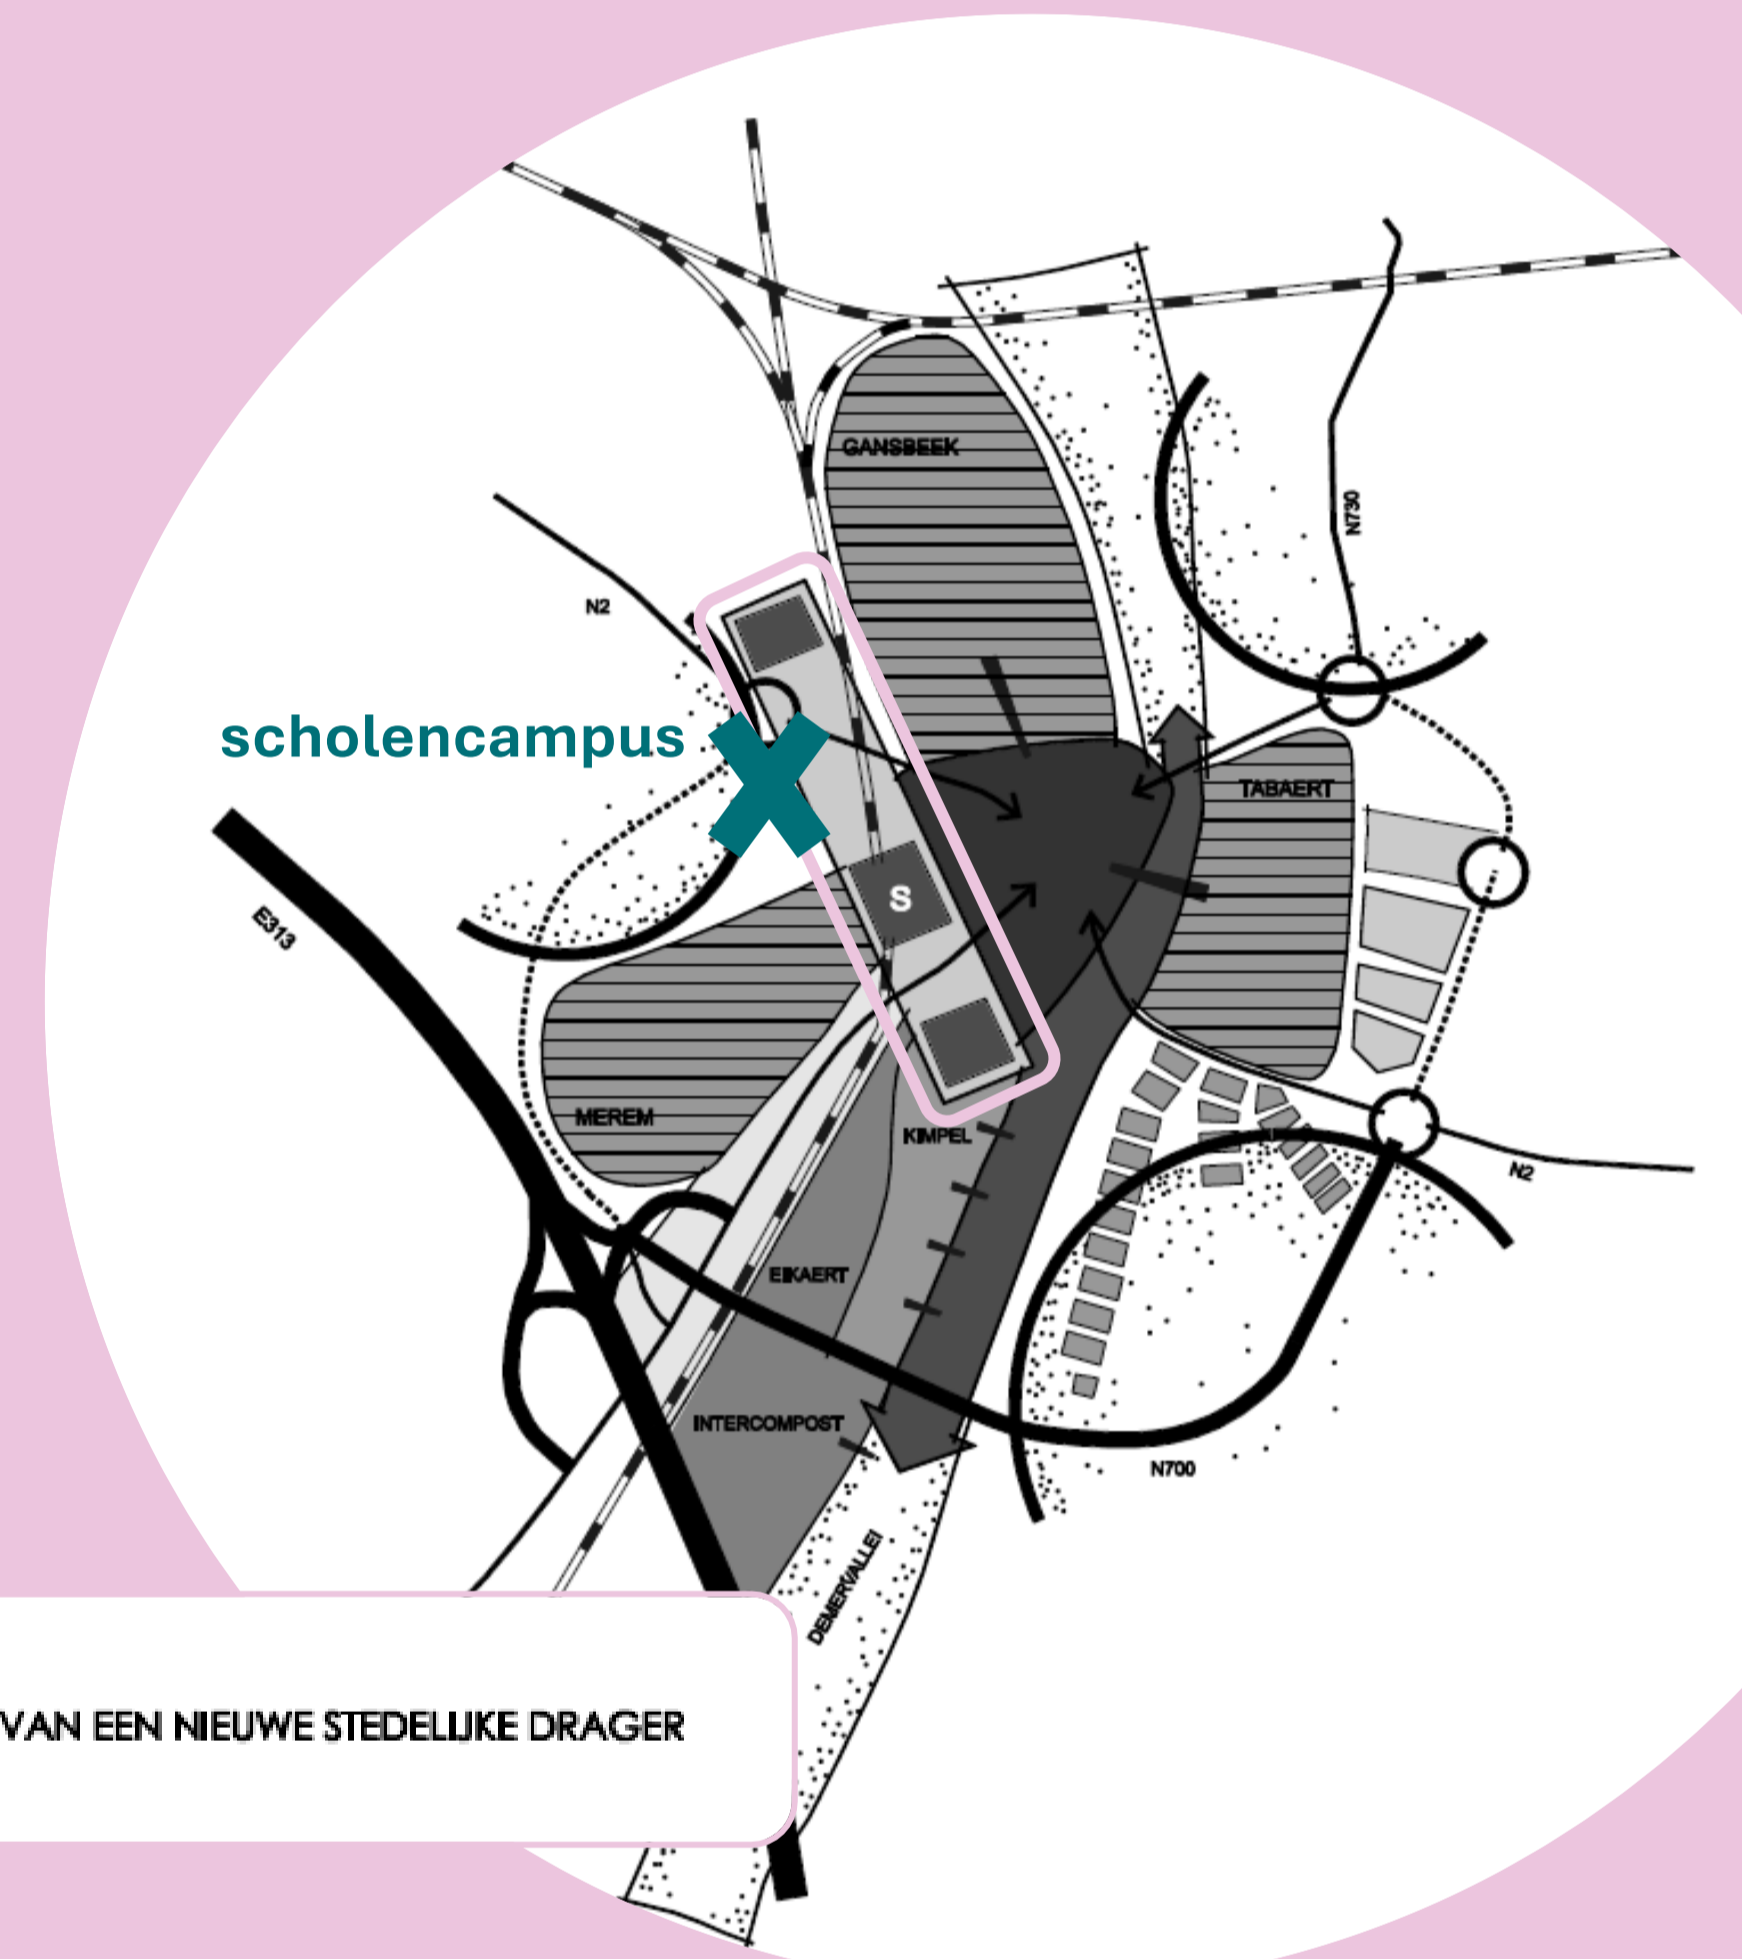 GANSBEEK
N730
N2
scholencampus
TABAERT
S
E313
MEREM
KIMPEL
N2
EIKAERT
INTERCOMPOST
N700
DEMERVALLEI
VAN EEN NIEUWE STEDELIJKE DRAGER